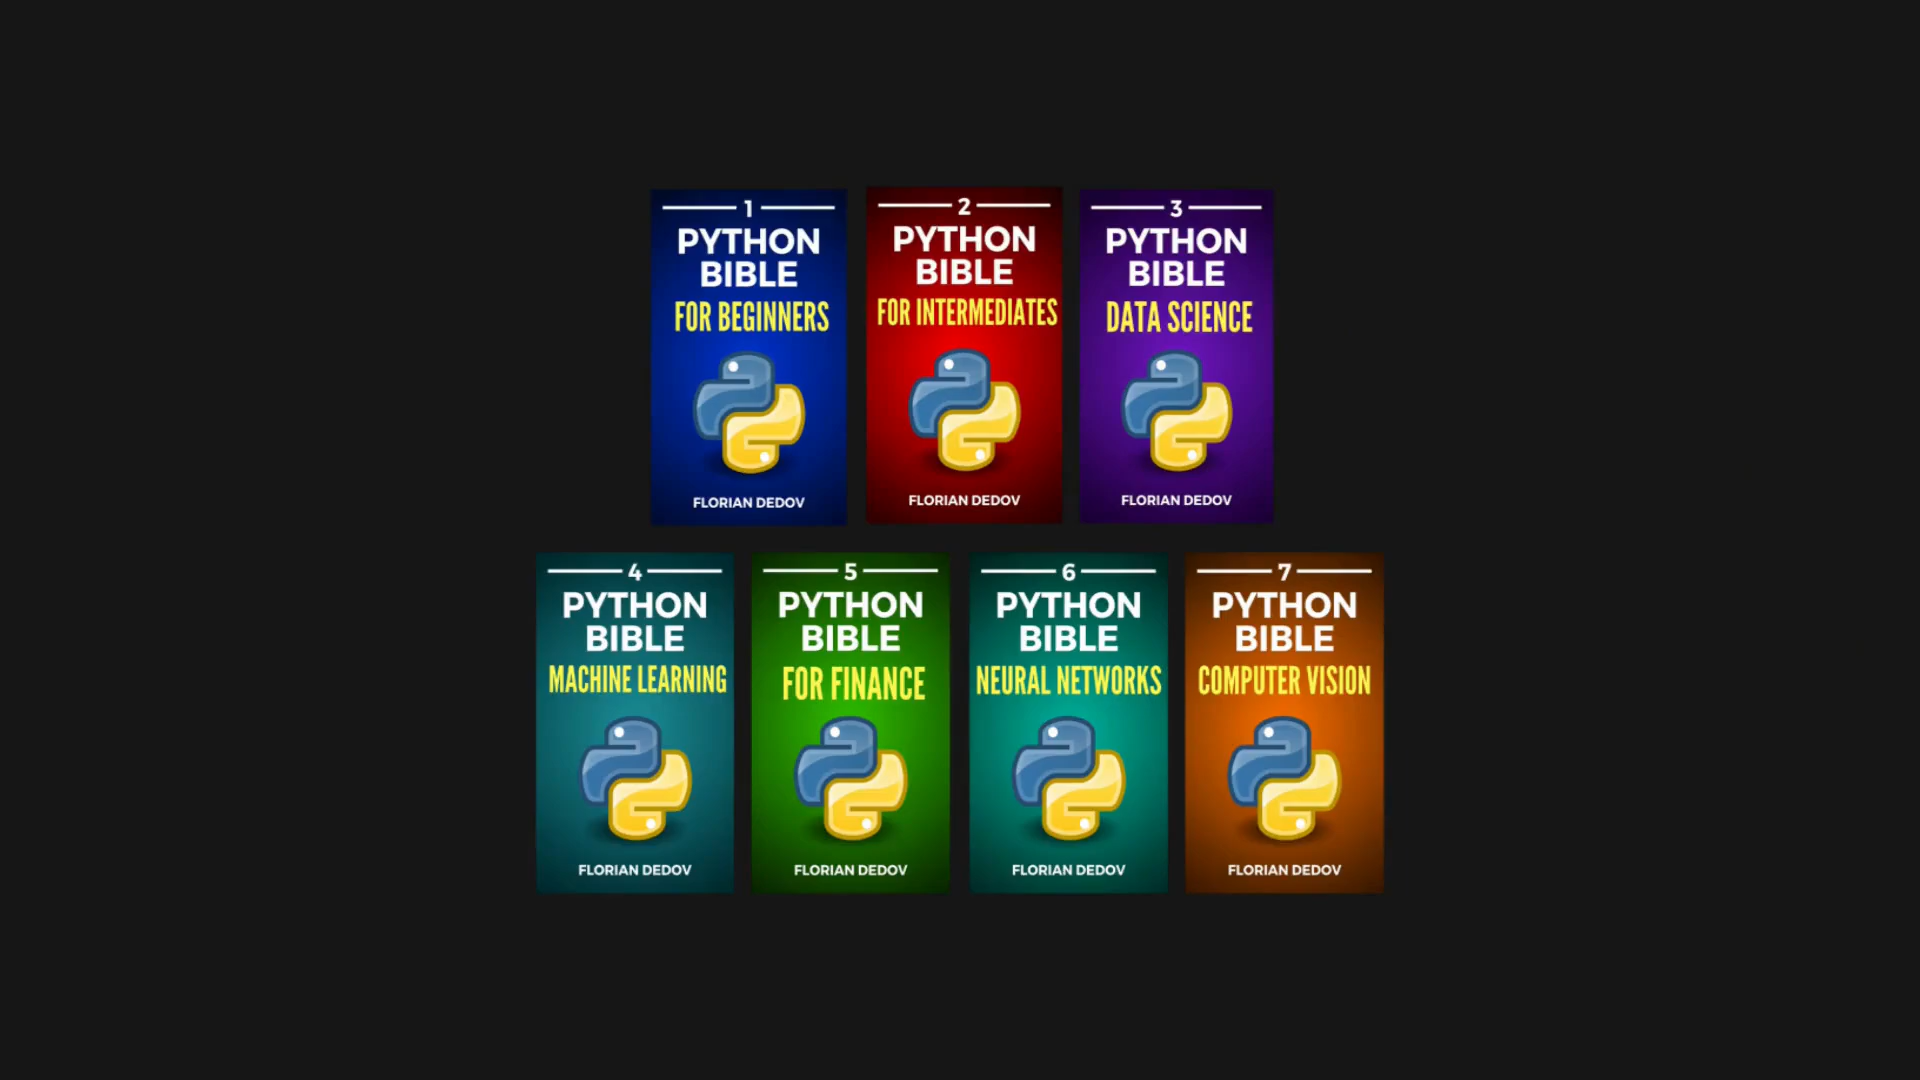 1
PYTHON
BIBLE
FOR BEGINNERS
FLORIAN DEDOV
2
PYTHON
BIBLE
FOR INTERMEDIATES
FLORIAN DEDOV
3
PYTHON
BIBLE
DATA SCIENCE
FLORIAN DEDOV
4
PYTHON
BIBLE
MACHINE LEARNING
FLORIAN DEDOV
5
PYTHON
BIBLE
FOR FINANCE
FLORIAN DEDOV
6
PYTHON
BIBLE
NEURAL NETWORKS
FLORIAN DEDOV
7
PYTHON
BIBLE
COMPUTER VISION
FLORIAN DEDOV